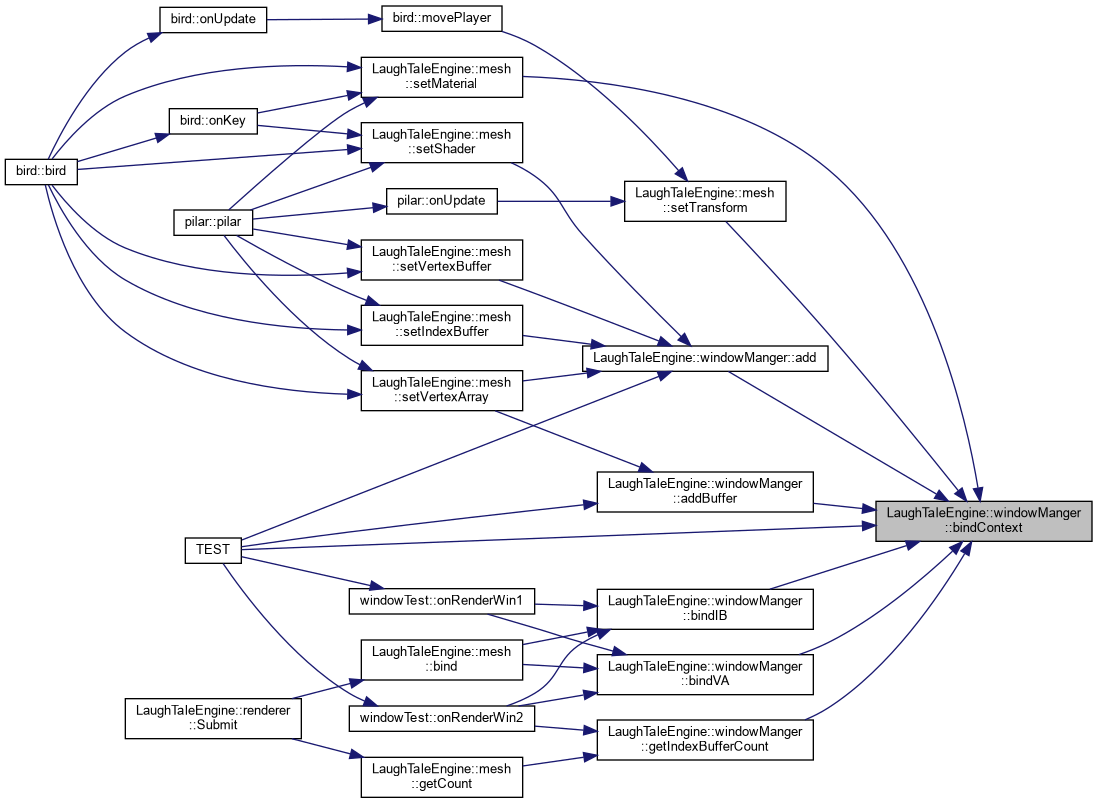 bird::onUpdate
bird::movePlayer
LaughTaleEngine::mesh
::setMaterial
bird::onKey
LaughTaleEngine::mesh
::setShader
bird::bird
pilar::onUpdate
LaughTaleEngine::mesh
::setTransform
pilar::pilar
LaughTaleEngine::mesh
::setVertexBuffer
LaughTaleEngine::mesh
::setIndexBuffer
LaughTaleEngine::windowManger::add
LaughTaleEngine::mesh
::setVertexArray
LaughTaleEngine::windowManger
::addBuffer
LaughTaleEngine::windowManger
::bindContext
TEST
windowTest::onRenderWin1
LaughTaleEngine::windowManger
::bindIB
LaughTaleEngine::mesh
::bind
LaughTaleEngine::windowManger
::bindVA
LaughTaleEngine::renderer
::Submit
windowTest::onRenderWin2
LaughTaleEngine::windowManger
::getIndexBufferCount
LaughTaleEngine::mesh
::getCount